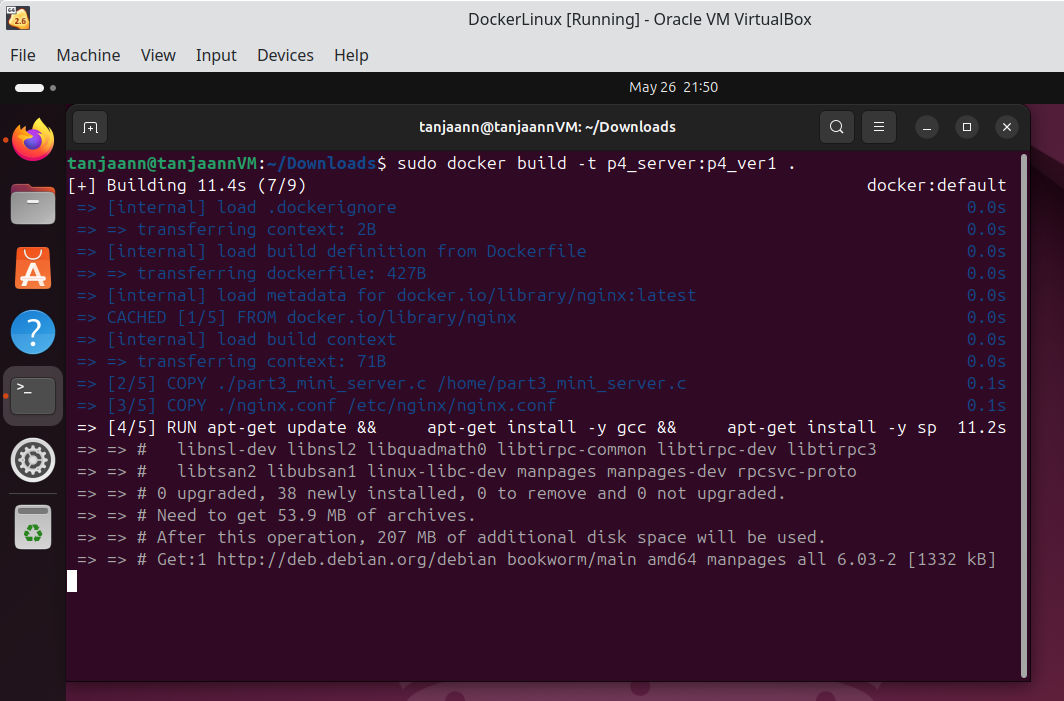 DockerLinux [Running] - Oracle VM VirtualBox
File Machine View Input Devices Help
May 26 21:50
tanjaann@tanjaannVM: ~/Downloads
tanjaann@tanjaannVM:~/Downloads$ sudo docker build -t p4_server:p4_ver1 .
[+] Building 11.4s (7/9) docker:default
=> [internal] load .dockerignore 0.0s
=> => transferring context: 2B 0.0s
=> [internal] load build definition from Dockerfile 0.0s
=> => transferring dockerfile: 427B 0.0s
=> [internal] load metadata for docker.io/library/nginx:latest 0.0s
=> CACHED [1/5] FROM docker.io/library/nginx 0.0s
=> [internal] load build context 0.0s
=> => transferring context: 71B 0.0s
=> [2/5] COPY ./part3_mini_server.c /home/part3_mini_server.c 0.1s
=> [3/5] COPY ./nginx.conf /etc/nginx/nginx.conf 0.1s
=> [4/5] RUN apt-get update &&     apt-get install -y gcc &&     apt-get install -y sp 11.2s
=> => #   libnsl-dev libnsl2 libquadmath0 libtirpc-common libtirpc-dev libtirpc3
=> => #   libtsan2 libubsan1 linux-libc-dev manpages manpages-dev rpcsvc-proto
=> => # 0 upgraded, 38 newly installed, 0 to remove and 0 not upgraded.
=> => # Need to get 53.9 MB of archives.
=> => # After this operation, 207 MB of additional disk space will be used.
=> => # Get:1 http://deb.debian.org/debian bookworm/main amd64 manpages all 6.03-2 [1332 kB]